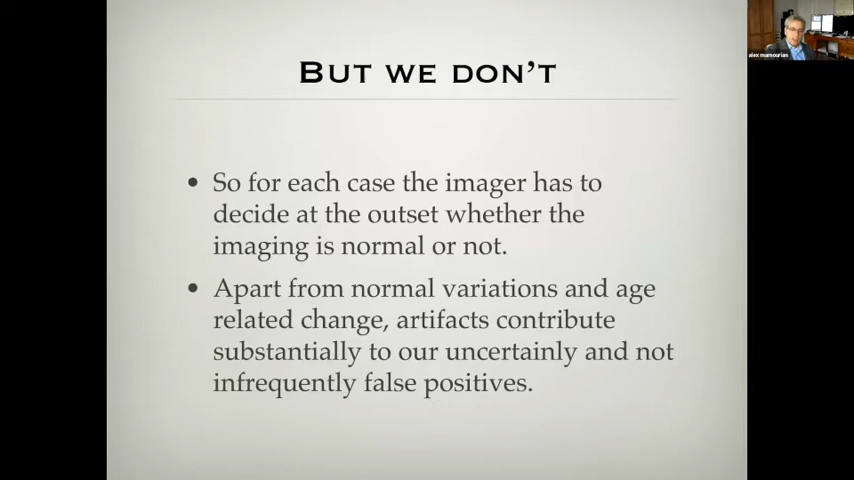 BUT WE DON'T
• So for each case the imager has to
decide at the outset whether the
imaging is normal or not.
• Apart from normal variations and age
related change, artifacts contribute
substantially to our uncertainly and not
infrequently false positives.
alex mamourian